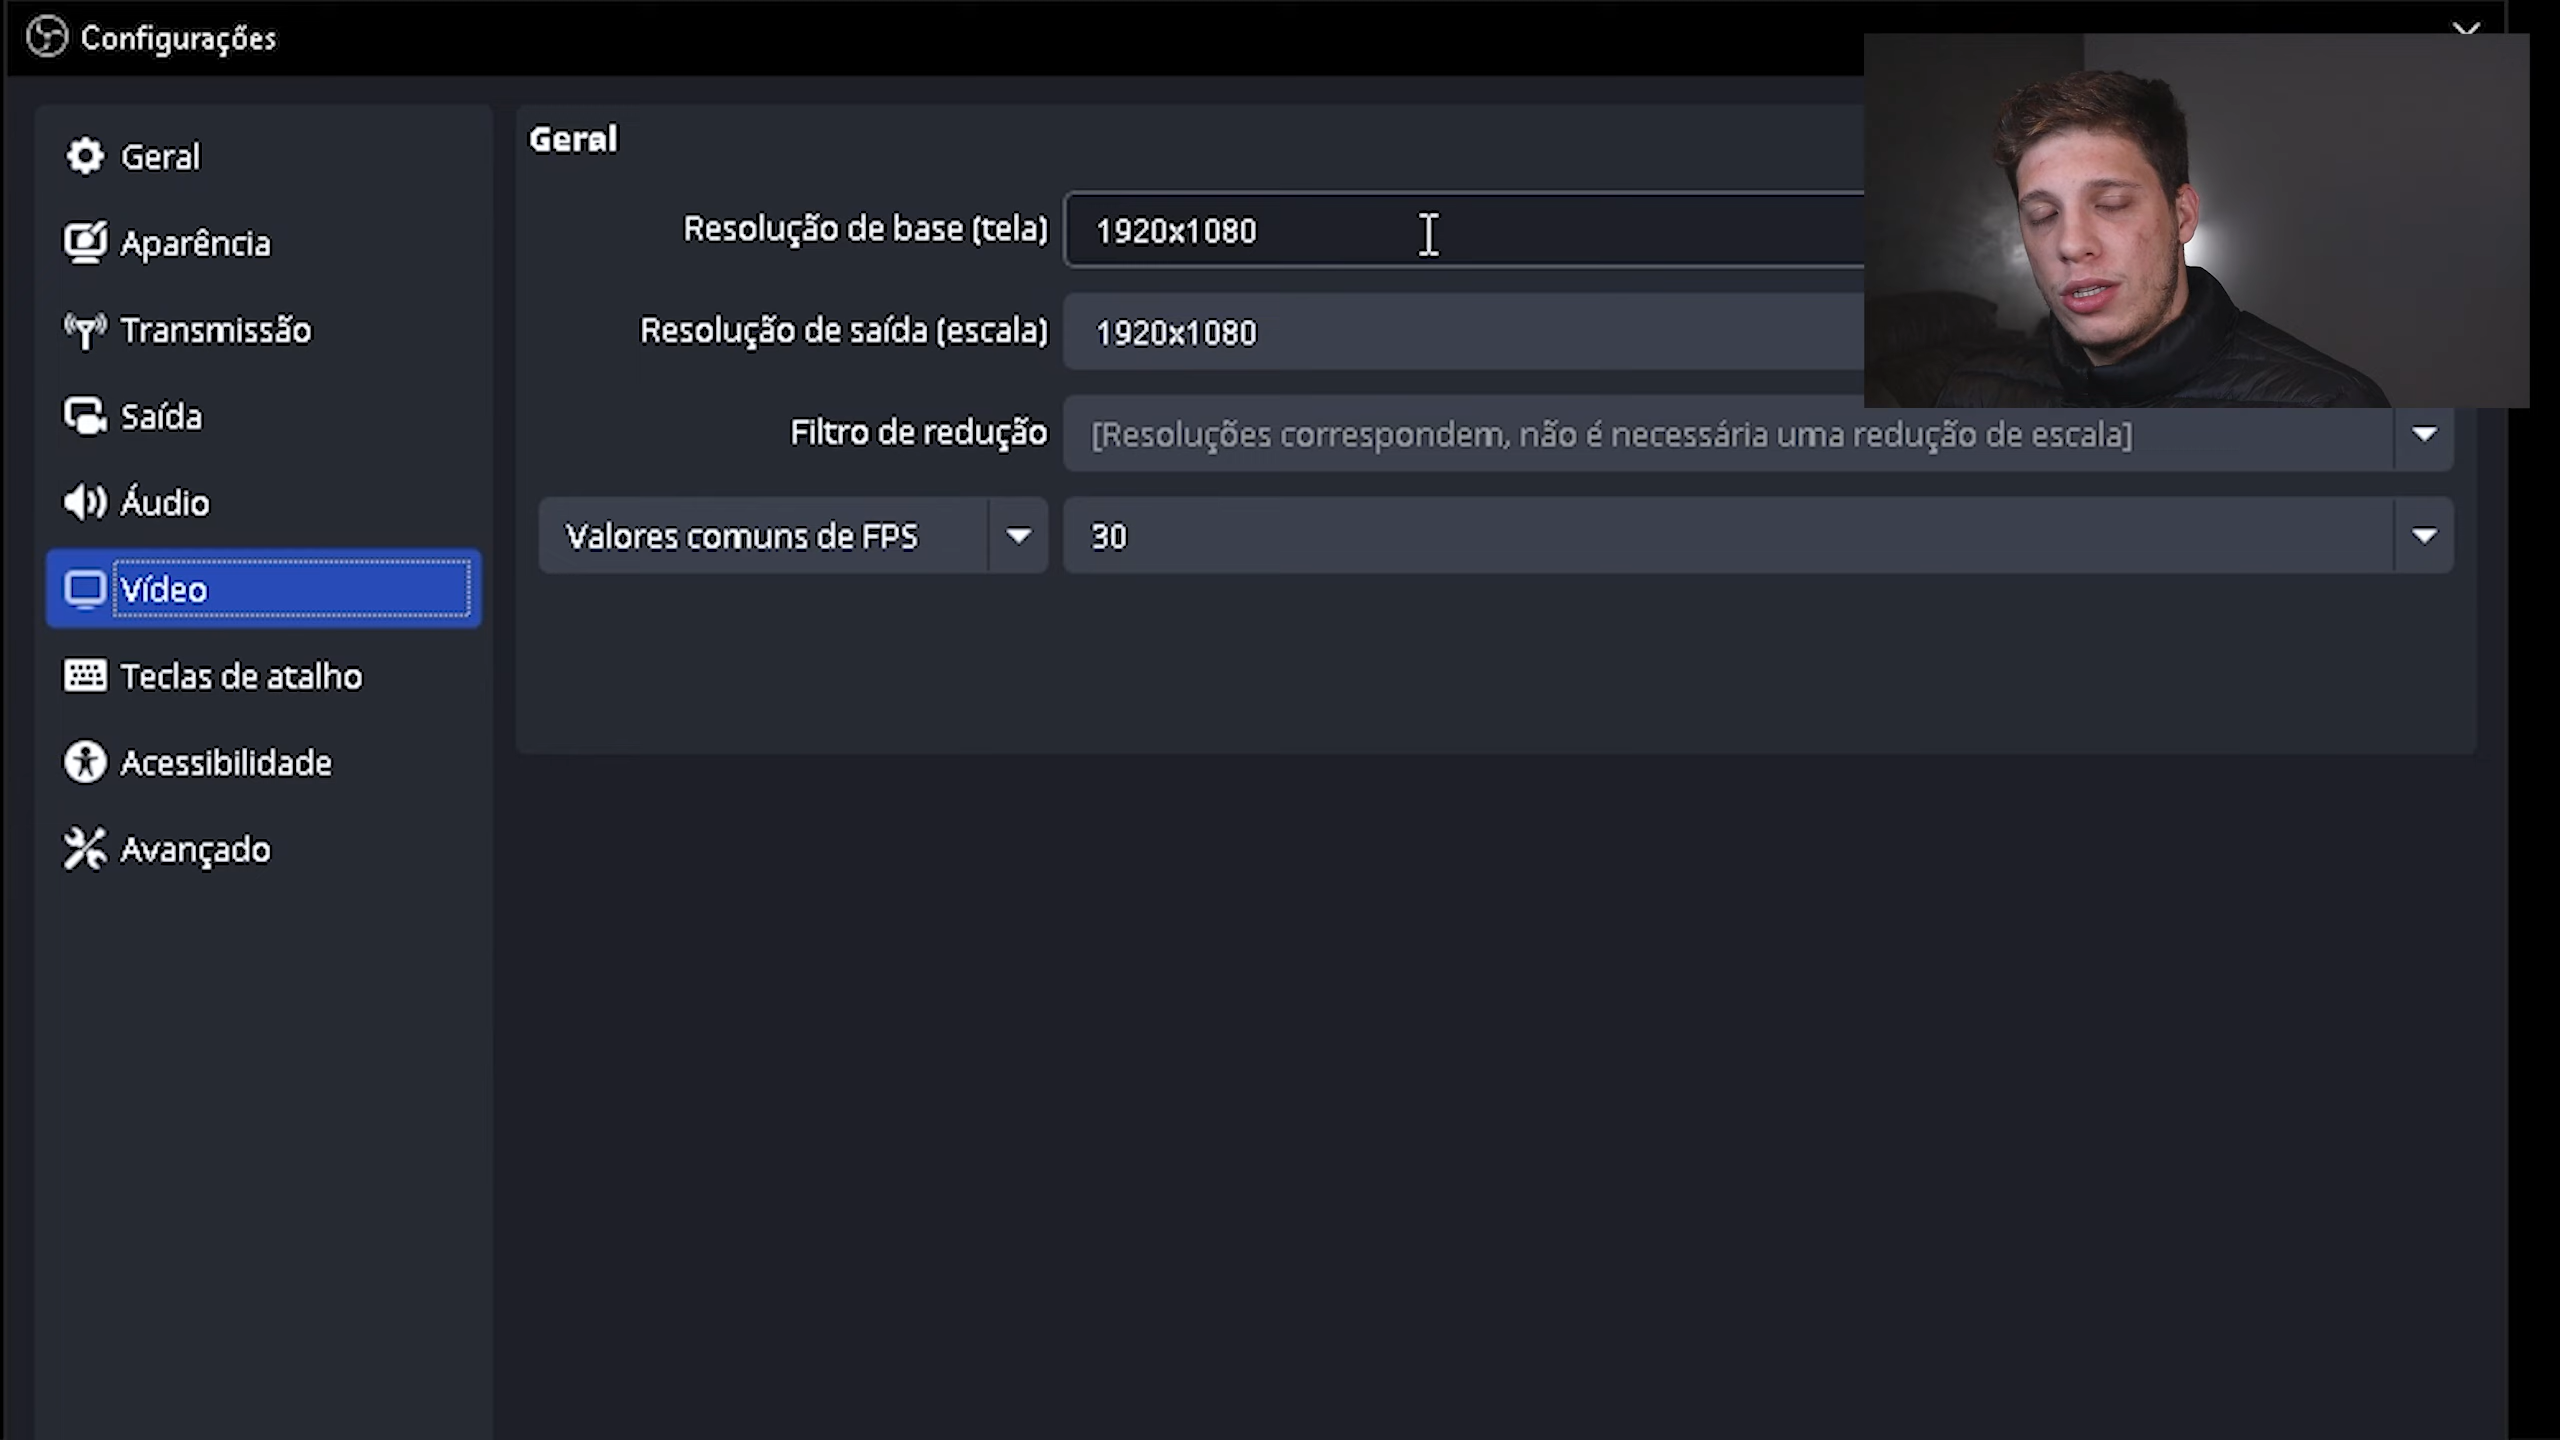 Configurações
Geral
Aparência
Transmissão
Saída
Áudio
Vídeo
Teclas de atalho
Acessibilidade
Avançado
Geral
Resolução de base (tela) 1920x1080
Resolução de saída (escala) 1920x1080
Filtro de redução [Resoluções correspondem, não é necessária uma redução de escala]
Valores comuns de FPS 30